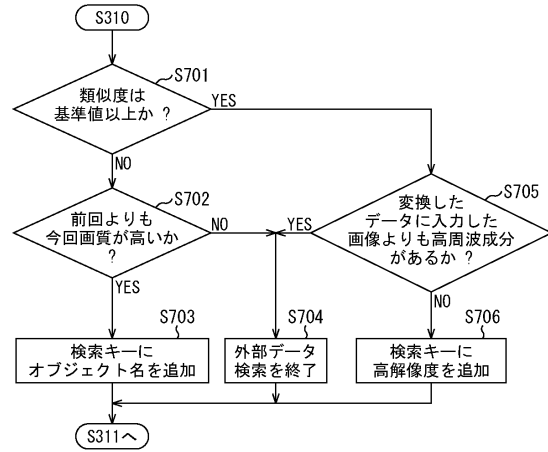 S310
S701
類似度は
基準値以上か ?
YES
NO
S702
前回よりも
今回画質が高いか
?
NO
YES
S705
変換した
データに入力した
画像よりも高周波成分
があるか ?
YES
NO
S703
検索キーに
オブジェクト名を追加
S704
外部データ
検索を終了
S706
検索キーに
高解像度を追加
S311へ